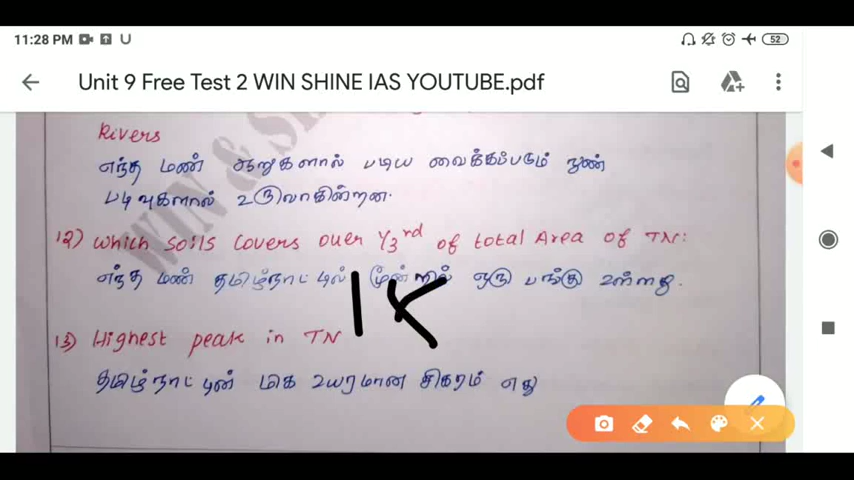 11:28 PM U 52
Unit 9 Free Test 2 WIN SHINE IAS YOUTUBE.pdf
Rivers
எந்த மண் ஆறுகளால் படிய வைக்கப்படும் நுண்
படிவுகளால் உருவாகின்றன.
12) Which Soils Covers over 1/3rd of total Area of TN:
எந்த மண் தமிழ்நாட்டில் மூன்றில் ஒரு பங்கு உள்ளது.
13) Highest peak in TN
தமிழ்நாட்டின் மிக உயரமான சிகரம் எது